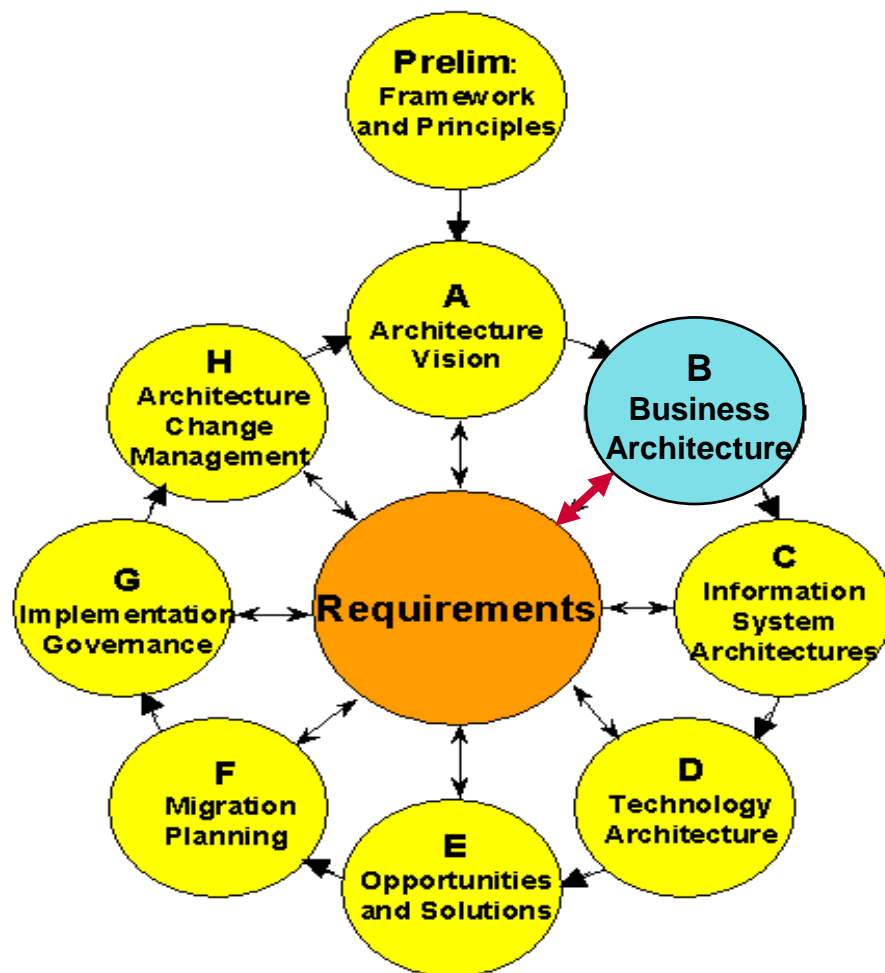 Prelim:
Framework
and Principles
A
Architecture
Vision
B
Business
Architecture
C
Information
System
Architectures
D
Technology
Architecture
E
Opportunities
and Solutions
F
Migration
Planning
G
Implementation
Governance
H
Architecture
Change
Management
Requirements